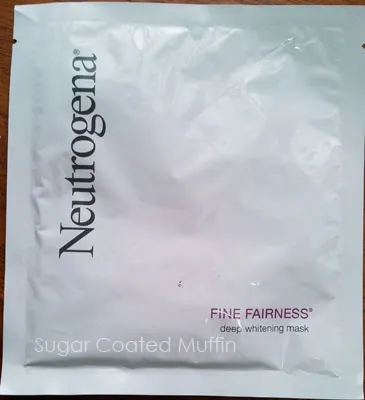 Neutrogena®
FINE FAIRNESS®
deep whitening mask
Sugar Coated Muffin